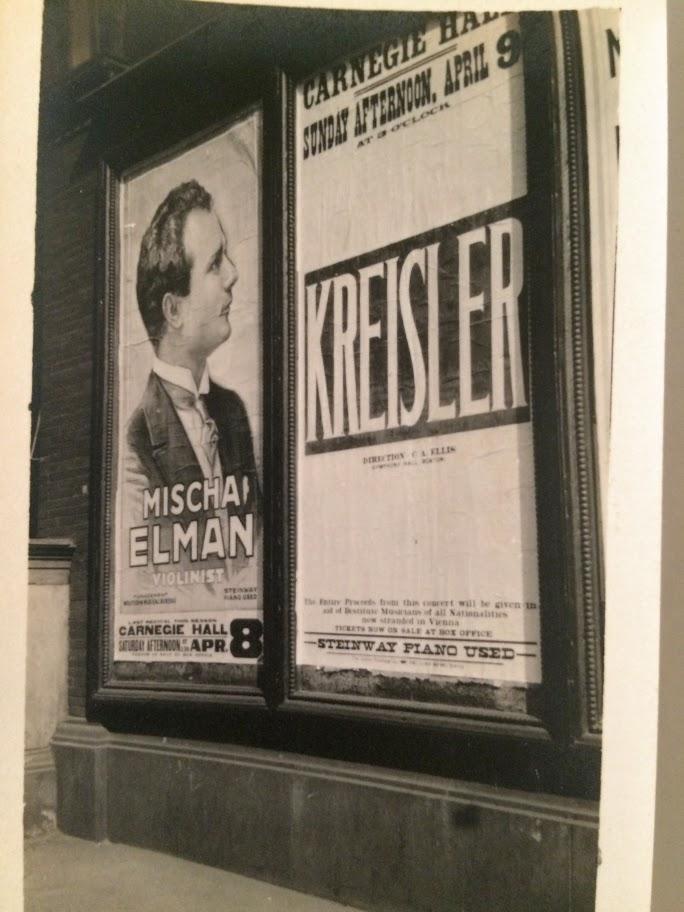 MISCHA
ELMAN
VIOLINIST
STEINWAY
PIANO USED
LAST RECITAL THIS SEASON
CARNEGIE HALL
SATURDAY AFTERNOON, APR. 8
CARNEGIE HALL
SUNDAY AFTERNOON, APRIL 9
AT 3 O'CLOCK
KREISLER
DIRECTION C. A. ELLIS
SYMPHONY HALL, BOSTON
The Entire Proceeds from this concert will be given in
aid of Destitute Musicians of all Nationalities
now stranded in Vienna
TICKETS NOW ON SALE AT BOX OFFICE
STEINWAY PIANO USED